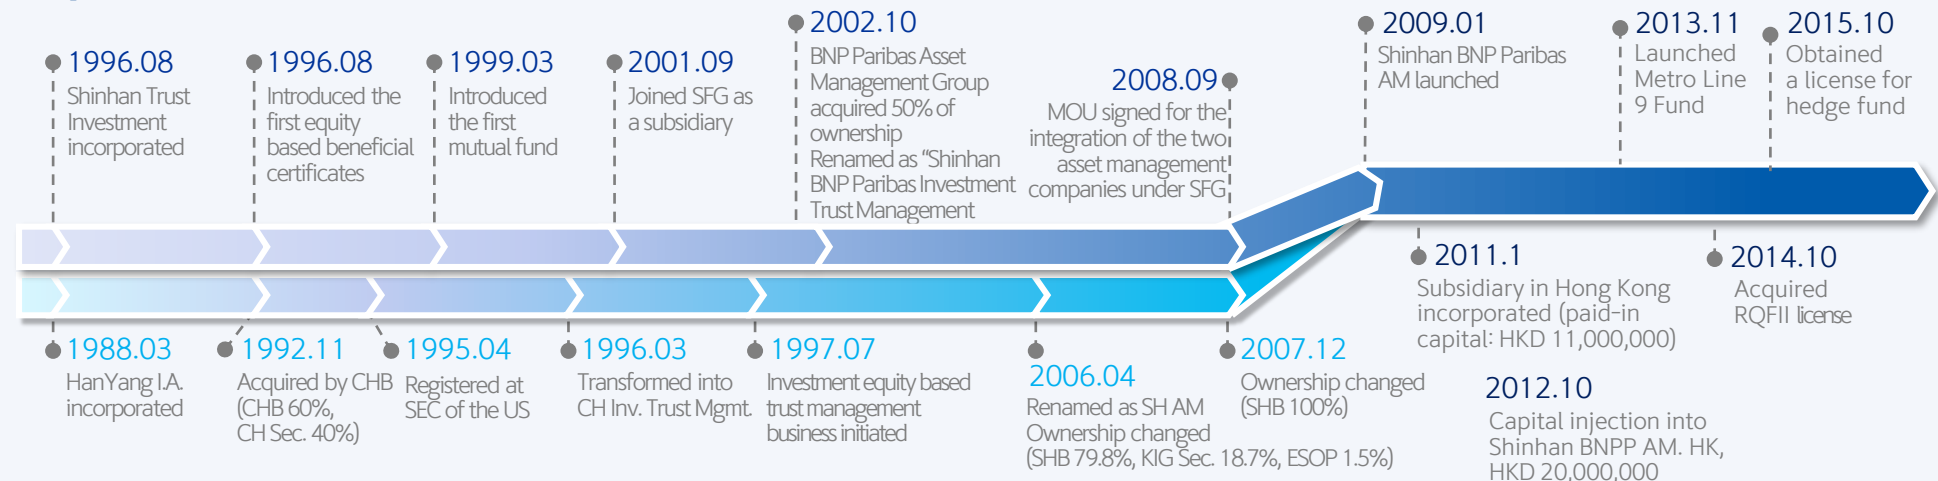 1996.08
Shinhan Trust
Investment
incorporated
1996.08
Introduced the
first equity
based beneficial
certificates
1999.03
Introduced
the first
mutual fund
2001.09
Joined SFG as
a subsidiary
2002.10
BNP Paribas Asset
Management Group
acquired 50% of
ownership
Renamed as “Shinhan
BNP Paribas Investment
Trust Management
2008.09
MOU signed for the
integration of the two
asset management
companies under SFG
2009.01
Shinhan BNP Paribas
AM launched
2013.11
Launched
Metro Line
9 Fund
2015.10
Obtained
a license for
hedge fund
1988.03
HanYang I.A.
incorporated
1992.11
Acquired by CHB
(CHB 60%,
CH Sec. 40%)
1995.04
Registered at
SEC of the US
1996.03
Transformed into
CH Inv. Trust Mgmt.
1997.07
Investment equity based
trust management
business initiated
2006.04
Renamed as SH AM
Ownership changed
(SHB 79.8%, KIG Sec. 18.7%, ESOP 1.5%)
2007.12
Ownership changed
(SHB 100%)
2011.1
Subsidiary in Hong Kong
incorporated (paid-in
capital: HKD 11,000,000)
2012.10
Capital injection into
Shinhan BNPP AM. HK,
HKD 20,000,000
2014.10
Acquired
RQFII license